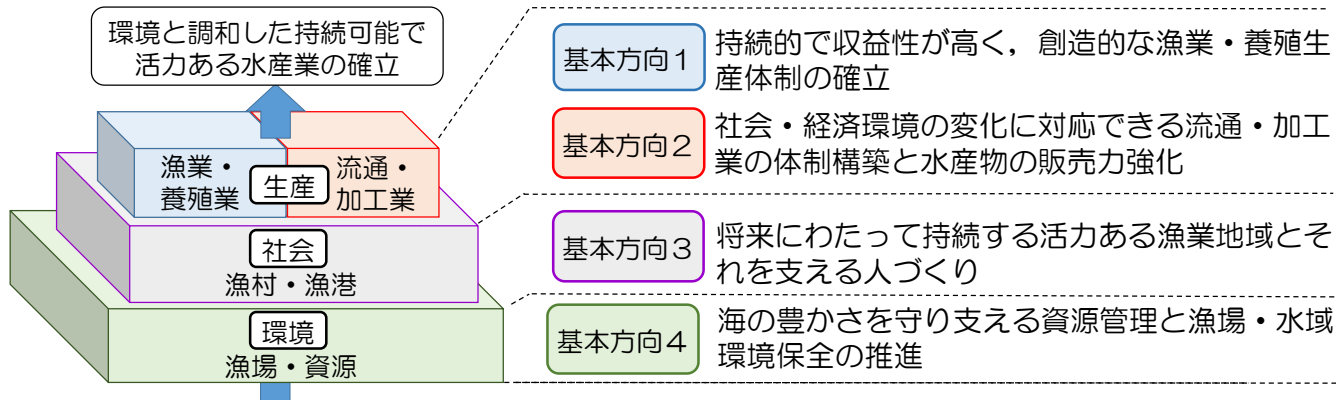 環境と調和した持続可能で
活力ある水産業の確立
漁業・
養殖業
生産
流通・
加工業
社会
漁村・漁港
環境
漁場・資源
基本方向1
持続的で収益性が高く，創造的な漁業・養殖生
産体制の確立
基本方向2
社会・経済環境の変化に対応できる流通・加工
業の体制構築と水産物の販売力強化
基本方向3
将来にわたって持続する活力ある漁業地域とそ
れを支える人づくり
基本方向4
海の豊かさを守り支える資源管理と漁場・水域
環境保全の推進